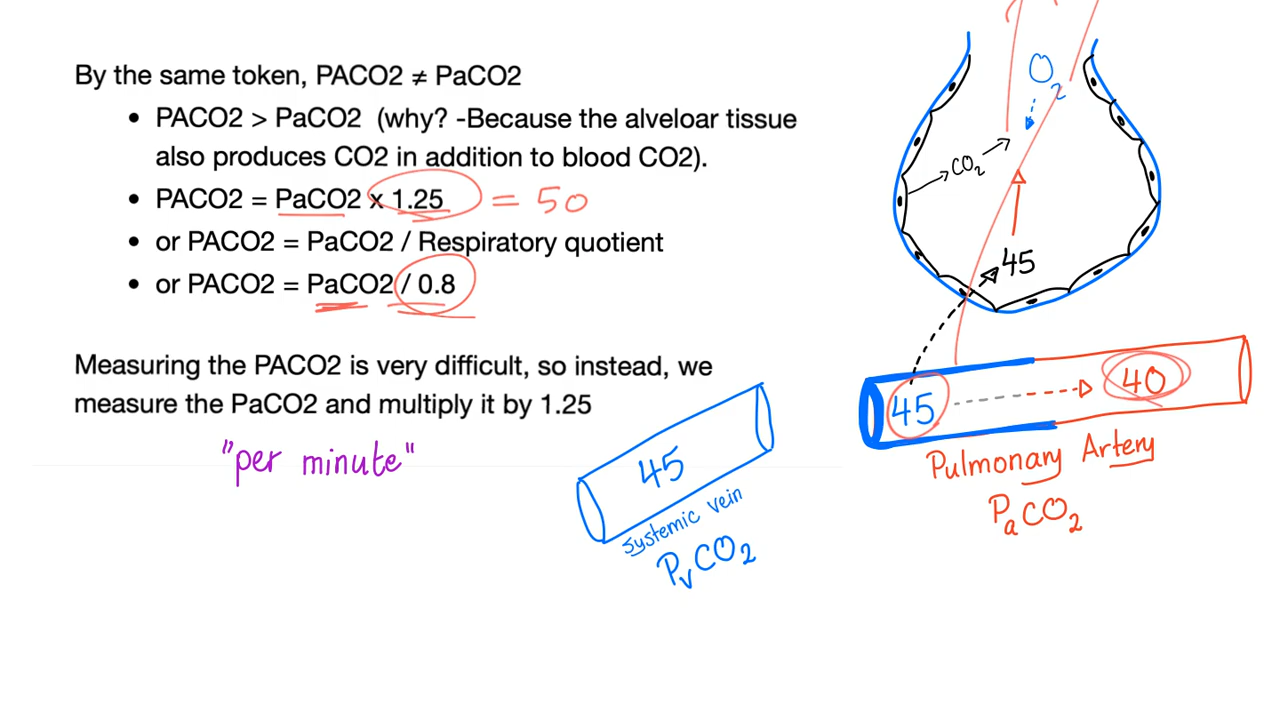 By the same token, PACO2 ≠ PaCO2
• PACO2 > PaCO2 (why? -Because the alveloar tissue
also produces CO2 in addition to blood CO2).
• PACO2 = PaCO2 x 1.25 = 50
• or PACO2 = PaCO2 / Respiratory quotient
• or PACO2 = PaCO2 / 0.8
Measuring the PACO2 is very difficult, so instead, we
measure the PaCO2 and multiply it by 1.25
"per minute"
45
systemic vein
PvCO2
O2
CO2
45
45
40
Pulmonary Artery
PaCO2